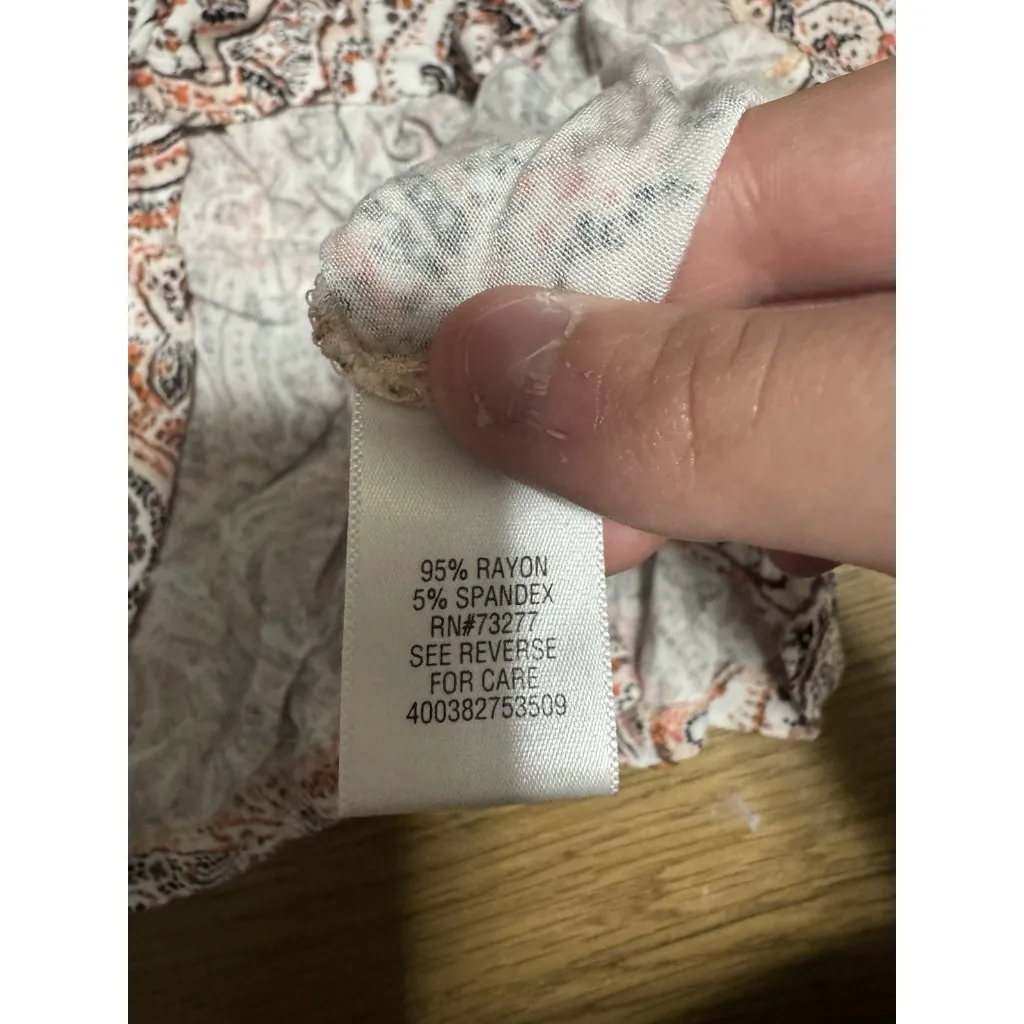 95% RAYON
5% SPANDEX
RN#73277
SEE REVERSE
FOR CARE
400382753509